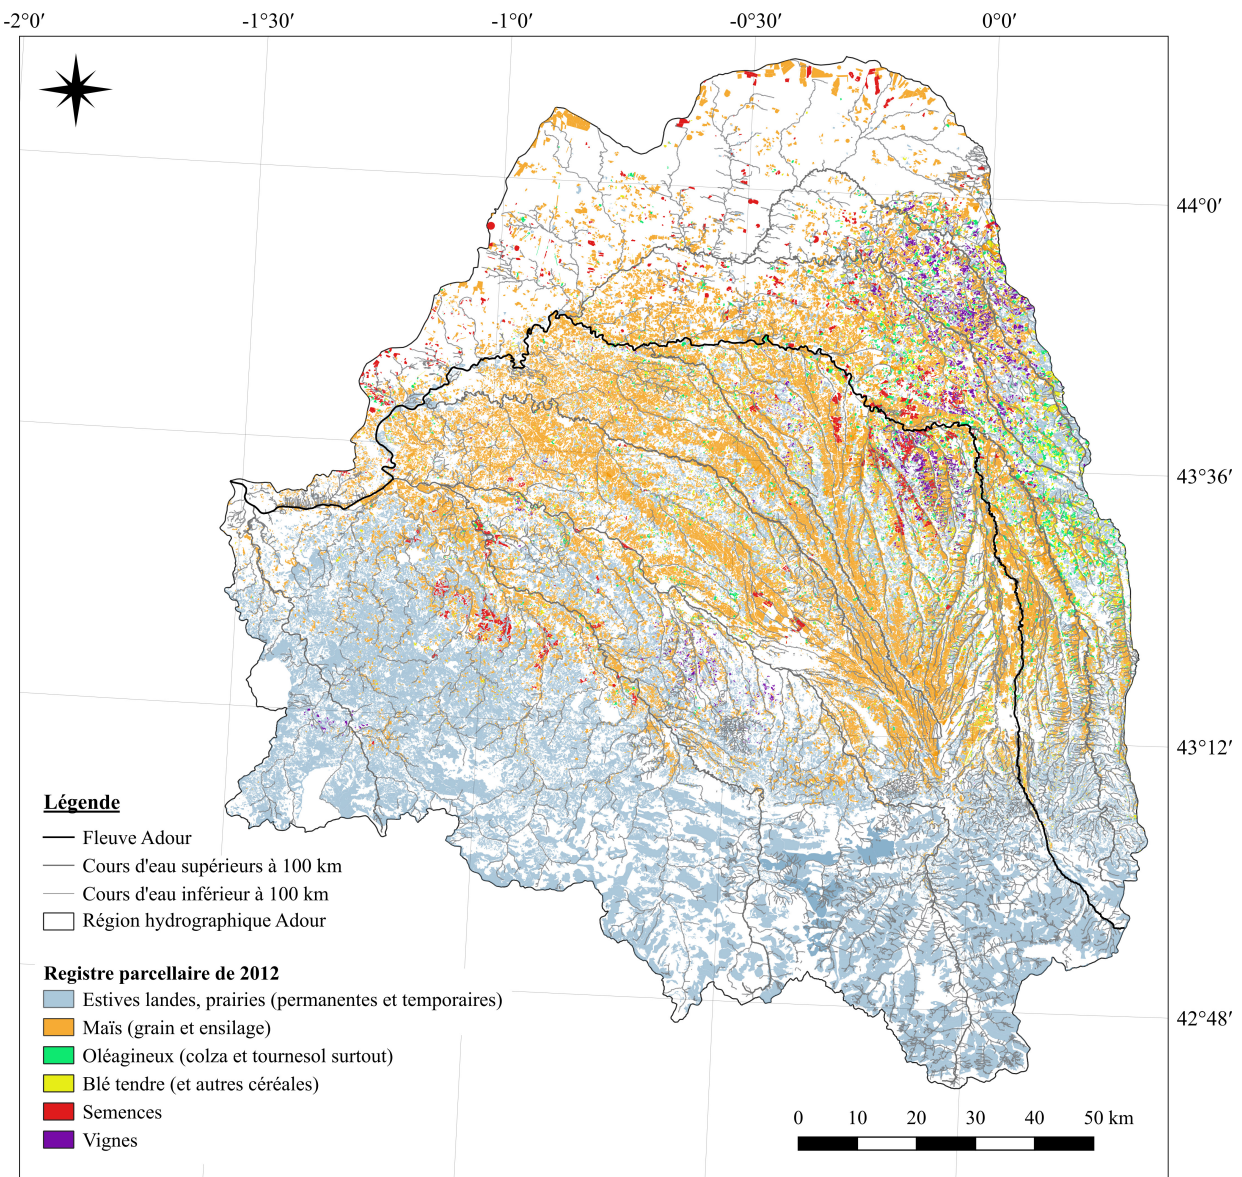 -2°0′ -1°30′ -1°0′ -0°30′ 0°0′
44°0′
43°36′
43°12′
42°48′
Légende
Fleuve Adour
Cours d'eau supérieurs à 100 km
Cours d'eau inférieur à 100 km
Région hydrographique Adour
Registre parcellaire de 2012
Estives landes, prairies (permanentes et temporaires)
Maïs (grain et ensilage)
Oléagineux (colza et tournesol surtout)
Blé tendre (et autres céréales)
Semences
Vignes
0 10 20 30 40 50 km